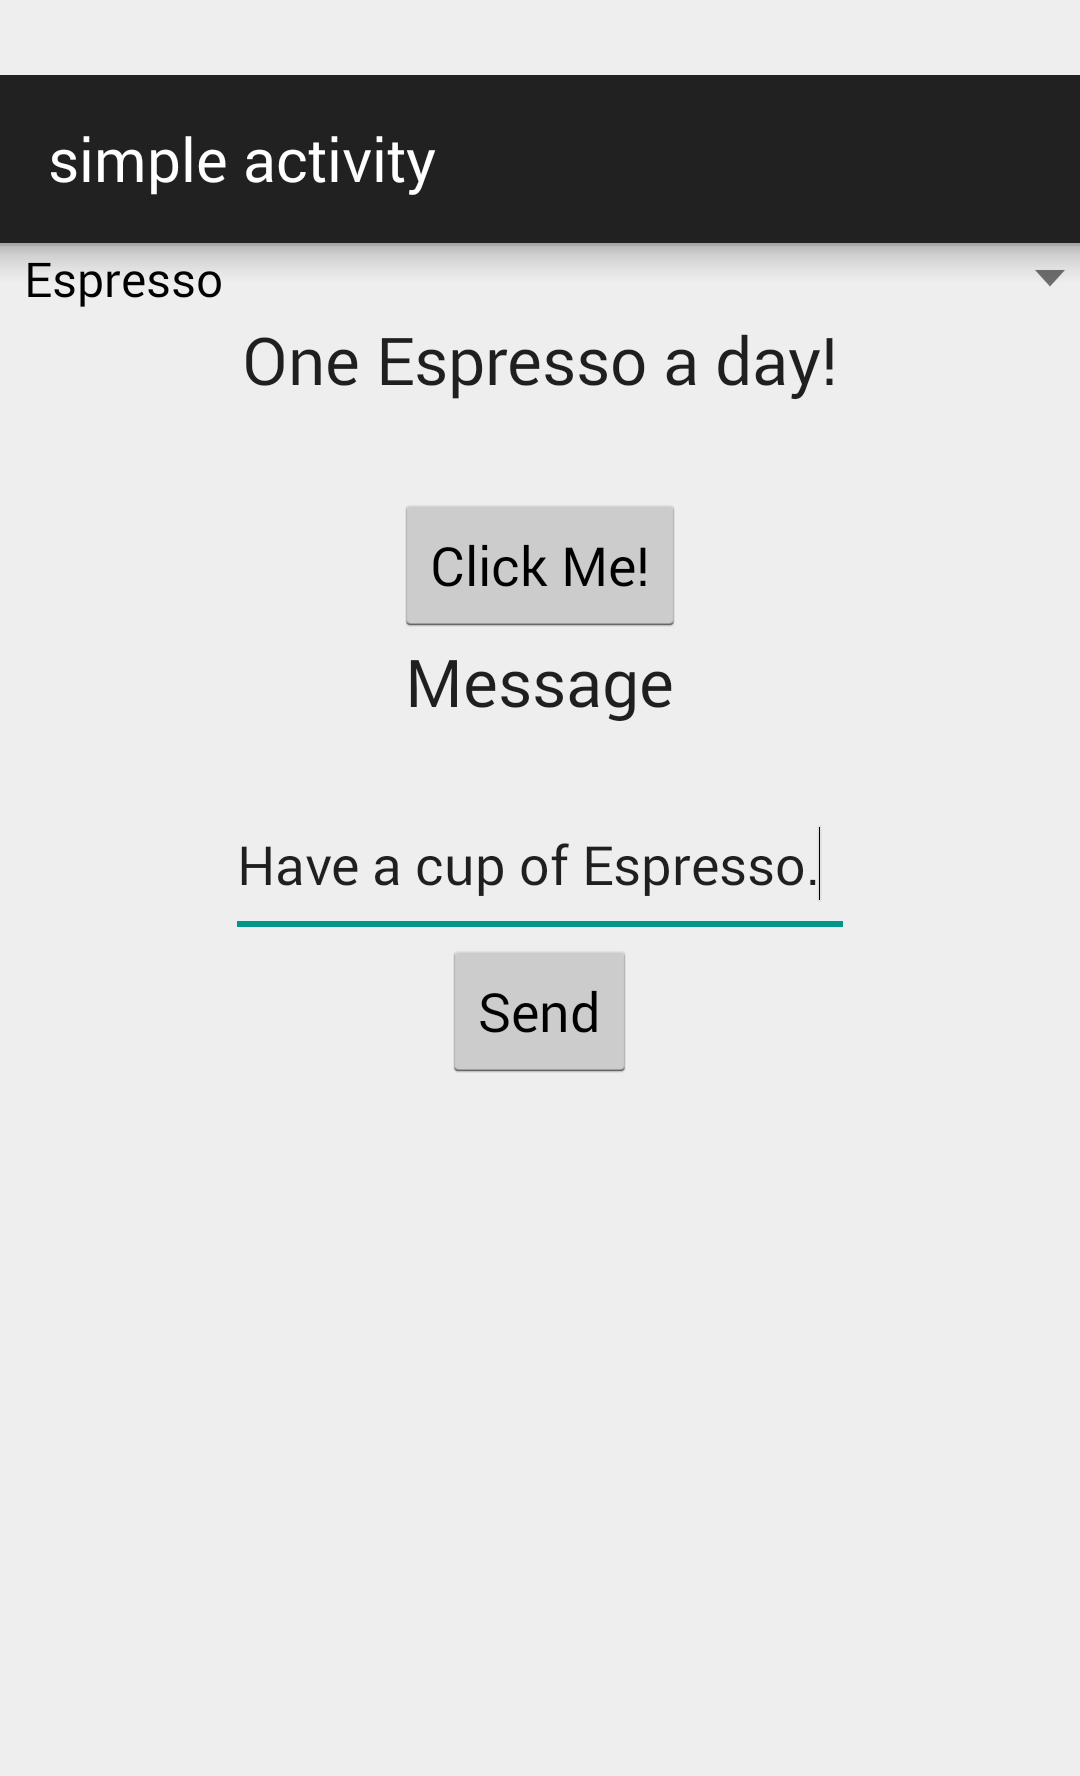 simple activity
Espresso
One Espresso a day!
Click Me!
Message
Have a cup of Espresso.
Send